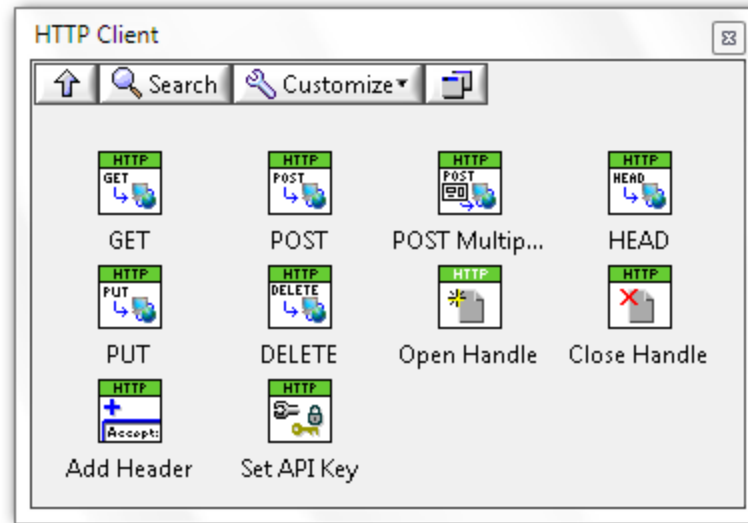 HTTP Client
Search Customize
HTTP HTTP HTTP HTTP
GET POST POST HEAD
GET POST POST Multip... HEAD
HTTP HTTP HTTP HTTP
PUT DELETE
PUT DELETE Open Handle Close Handle
HTTP HTTP
Accept:
Add Header Set API Key